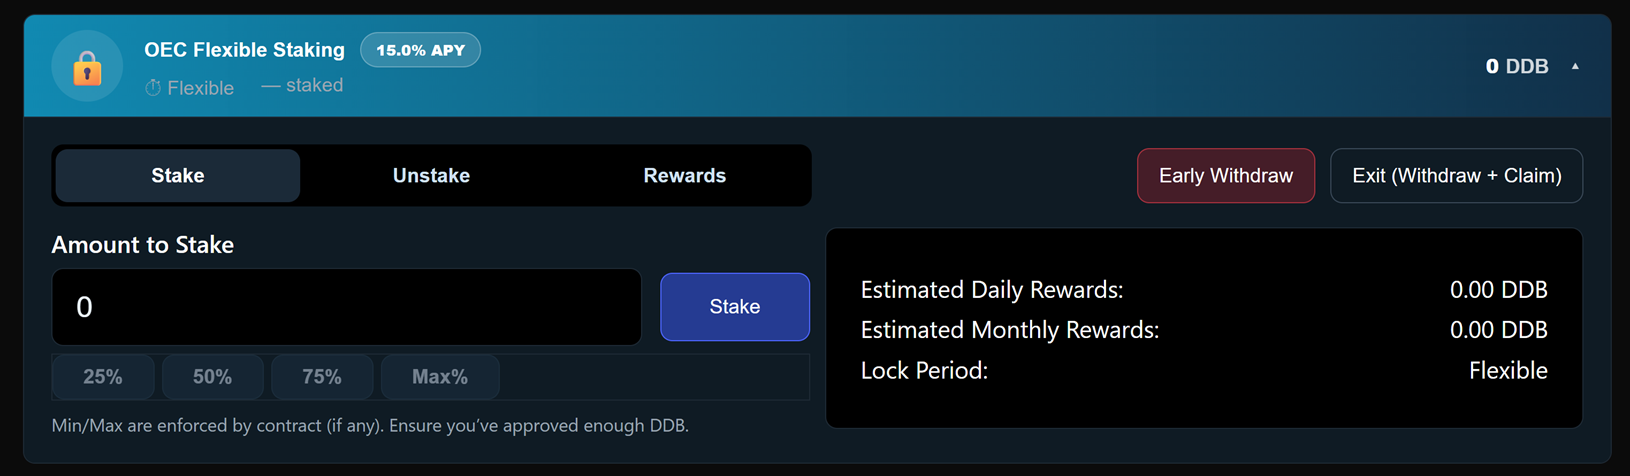 OEC Flexible Staking 15.0% APY
⏱ Flexible — staked
0 DDB ▲
Stake Unstake Rewards
Early Withdraw Exit (Withdraw + Claim)
Amount to Stake
0 Stake
25% 50% 75% Max%
Min/Max are enforced by contract (if any). Ensure you’ve approved enough DDB.
Estimated Daily Rewards: 0.00 DDB
Estimated Monthly Rewards: 0.00 DDB
Lock Period: Flexible